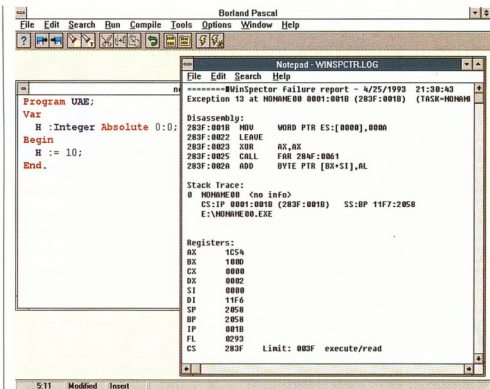 Borland Pascal
File Edit Search Run Compile Tools Options Window Help
Program UAE;
Var
H :Integer Absolute 0:0;
Begin
H := 10;
End.
5:11 Modified Insert
Notepad - WINSPCTR.LOG
File Edit Search Help
========WinSpector Failure report - 4/25/1993 21:30:43
Exception 13 at NONAME00 0001:001B (283F:001B) (TASK=NONAM
Disassembly:
283F:001B MOV WORD PTR ES:[0000],000A
283F:0022 LEAVE
283F:0023 XOR AX,AX
283F:0025 CALL FAR 284F:0061
283F:002A ADD BYTE PTR [BX+SI],AL
Stack Trace:
0 NONAME00 <no info>
CS:IP 0001:001B (283F:001B) SS:BP 11F7:2058
E:\NONAME00.EXE
Registers:
AX 1C54
BX 100D
CX 0000
DX 0002
SI 0000
DI 11F6
SP 2058
BP 2058
IP 001B
FL 0293
CS 283F Limit: 003F execute/read